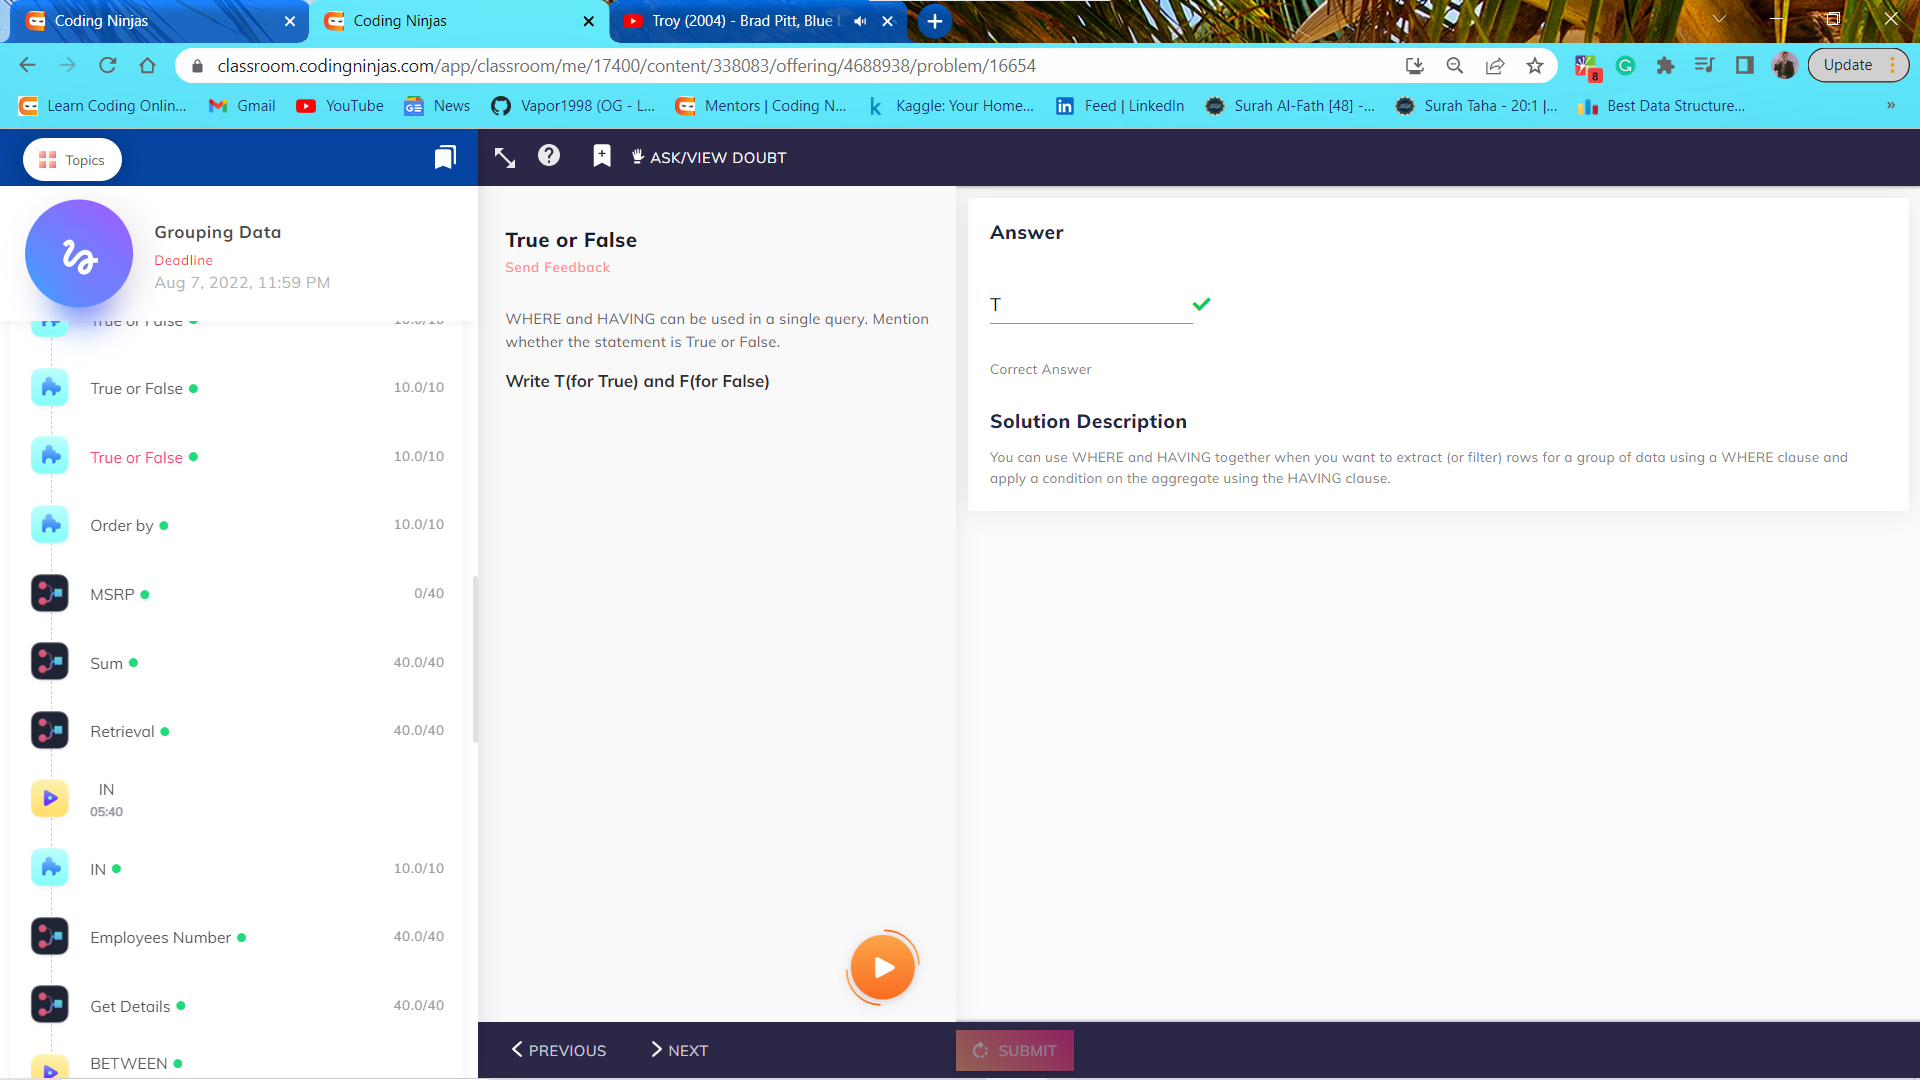 Coding Ninjas
Coding Ninjas
Troy (2004) - Brad Pitt, Blue
classroom.codingninjas.com/app/classroom/me/17400/content/338083/offering/4688938/problem/16654
8
Update
Learn Coding Onlin...
Gmail
YouTube
News
Vapor1998 (OG - L...
Mentors | Coding N...
Kaggle: Your Home...
Feed | LinkedIn
Surah Al-Fath [48] -...
Surah Taha - 20:1 |...
Best Data Structure...
»
Topics
ASK/VIEW DOUBT
Grouping Data
Deadline
Aug 7, 2022, 11:59 PM
True or False 10.0/10
True or False 10.0/10
True or False 10.0/10
Order by 10.0/10
MSRP 0/40
Sum 40.0/40
Retrieval 40.0/40
IN
05:40
IN 10.0/10
Employees Number 40.0/40
Get Details 40.0/40
BETWEEN
True or False
Send Feedback
WHERE and HAVING can be used in a single query. Mention
whether the statement is True or False.
Write T(for True) and F(for False)
Answer
T
Correct Answer
Solution Description
You can use WHERE and HAVING together when you want to extract (or filter) rows for a group of data using a WHERE clause and
apply a condition on the aggregate using the HAVING clause.
PREVIOUS
NEXT
SUBMIT